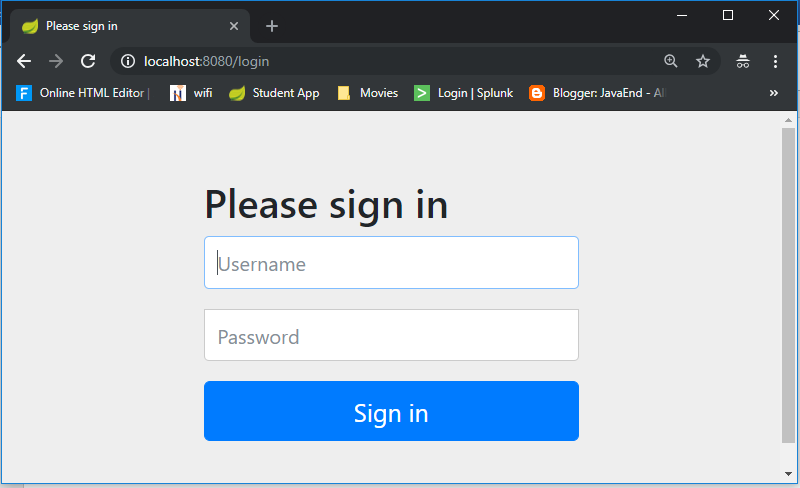 Please sign in
localhost:8080/login
Online HTML Editor | wifi Student App Movies Login | Splunk Blogger: JavaEnd - All
Please sign in
Username
Password
Sign in